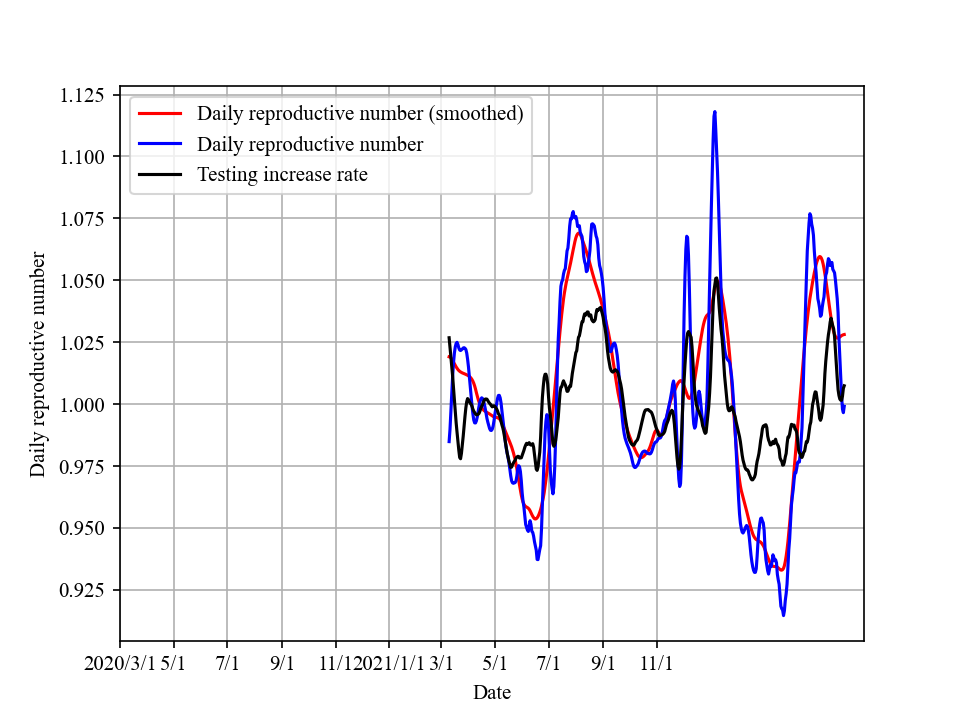 Daily reproductive number (smoothed)
Daily reproductive number
Testing increase rate
Daily reproductive number
1.125
1.100
1.075
1.050
1.025
1.000
0.975
0.950
0.925
2020/3/1 5/1 7/1 9/1 11/1 2021/1/1 3/1 5/1 7/1 9/1 11/1
Date